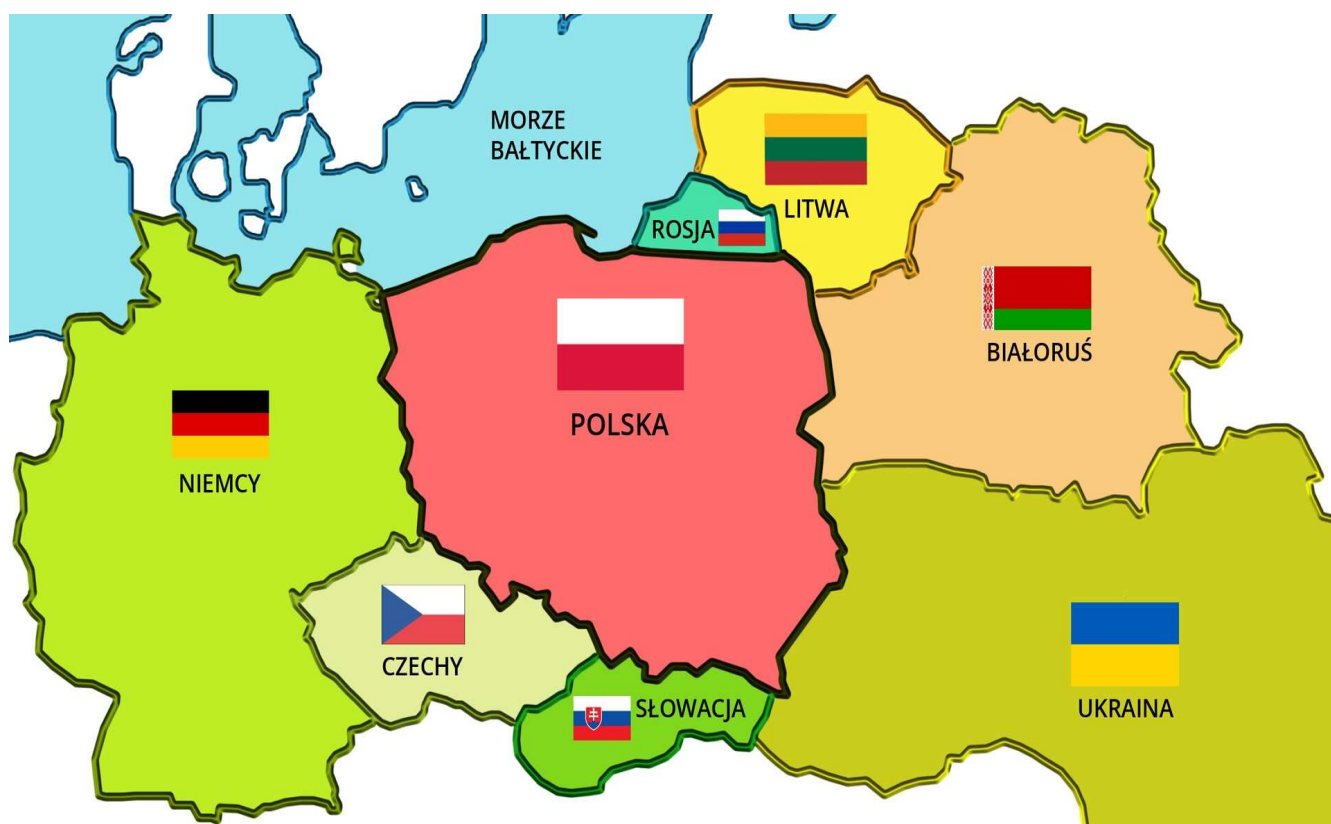 MORZE
BAŁTYCKIE
LITWA
ROSJA
BIAŁORUŚ
POLSKA
NIEMCY
CZECHY
SŁOWACJA
UKRAINA